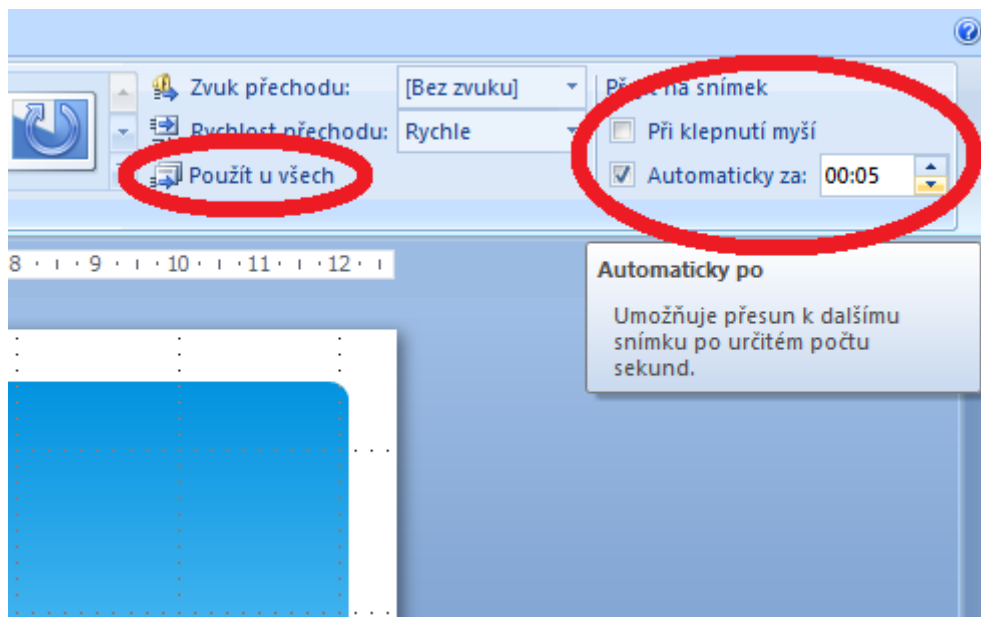 Zvuk přechodu: [Bez zvuku] Přejít na snímek
Rychlost přechodu: Rychle Při klepnutí myší
Použít u všech Automaticky za: 00:05
8 9 10 11 12
Automaticky po
Umožňuje přesun k dalšímu
snímku po určitém počtu
sekund.